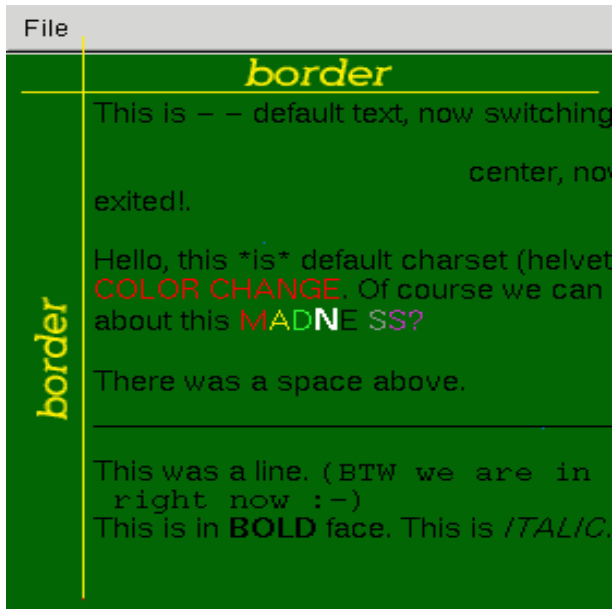 File
border
This is - - default text, now switching
center, now
exited!.
Hello, this *is* default charset (helvet
COLOR CHANGE. Of course we can
about this MADNE SS?
border
There was a space above.
This was a line. (BTW we are in
right now :-)
This is in BOLD face. This is ITALIC.